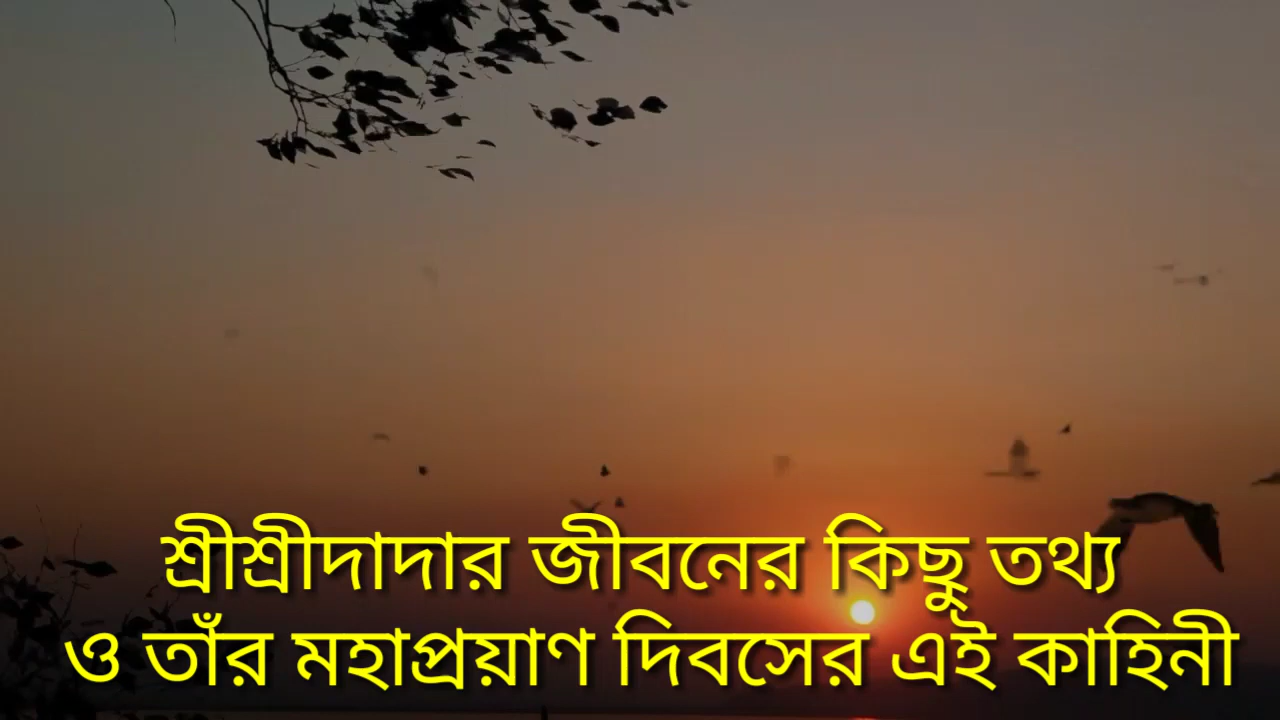 শ্রীশ্রীদাদার জীবনের কিছু তথ্য
ও তাঁর মহাপ্রয়াণ দিবসের এই কাহিনী